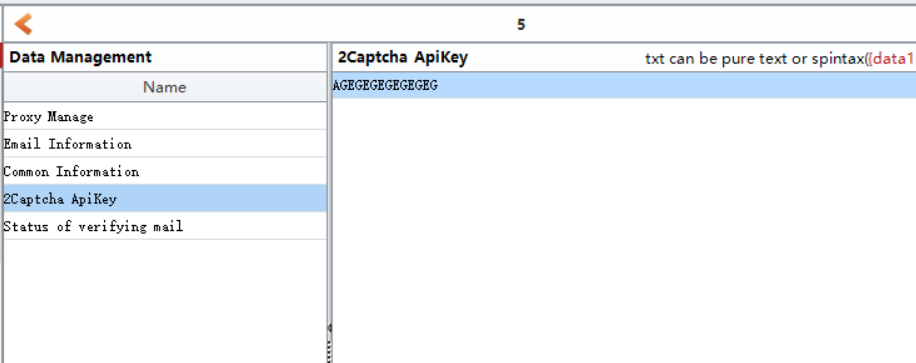 5
Data Management
Name
Proxy Manage
Email Information
Common Information
2Captcha ApiKey
Status of verifying mail
2Captcha ApiKey
txt can be pure text or spintax({data1
AGEGEGEGEGEGEG